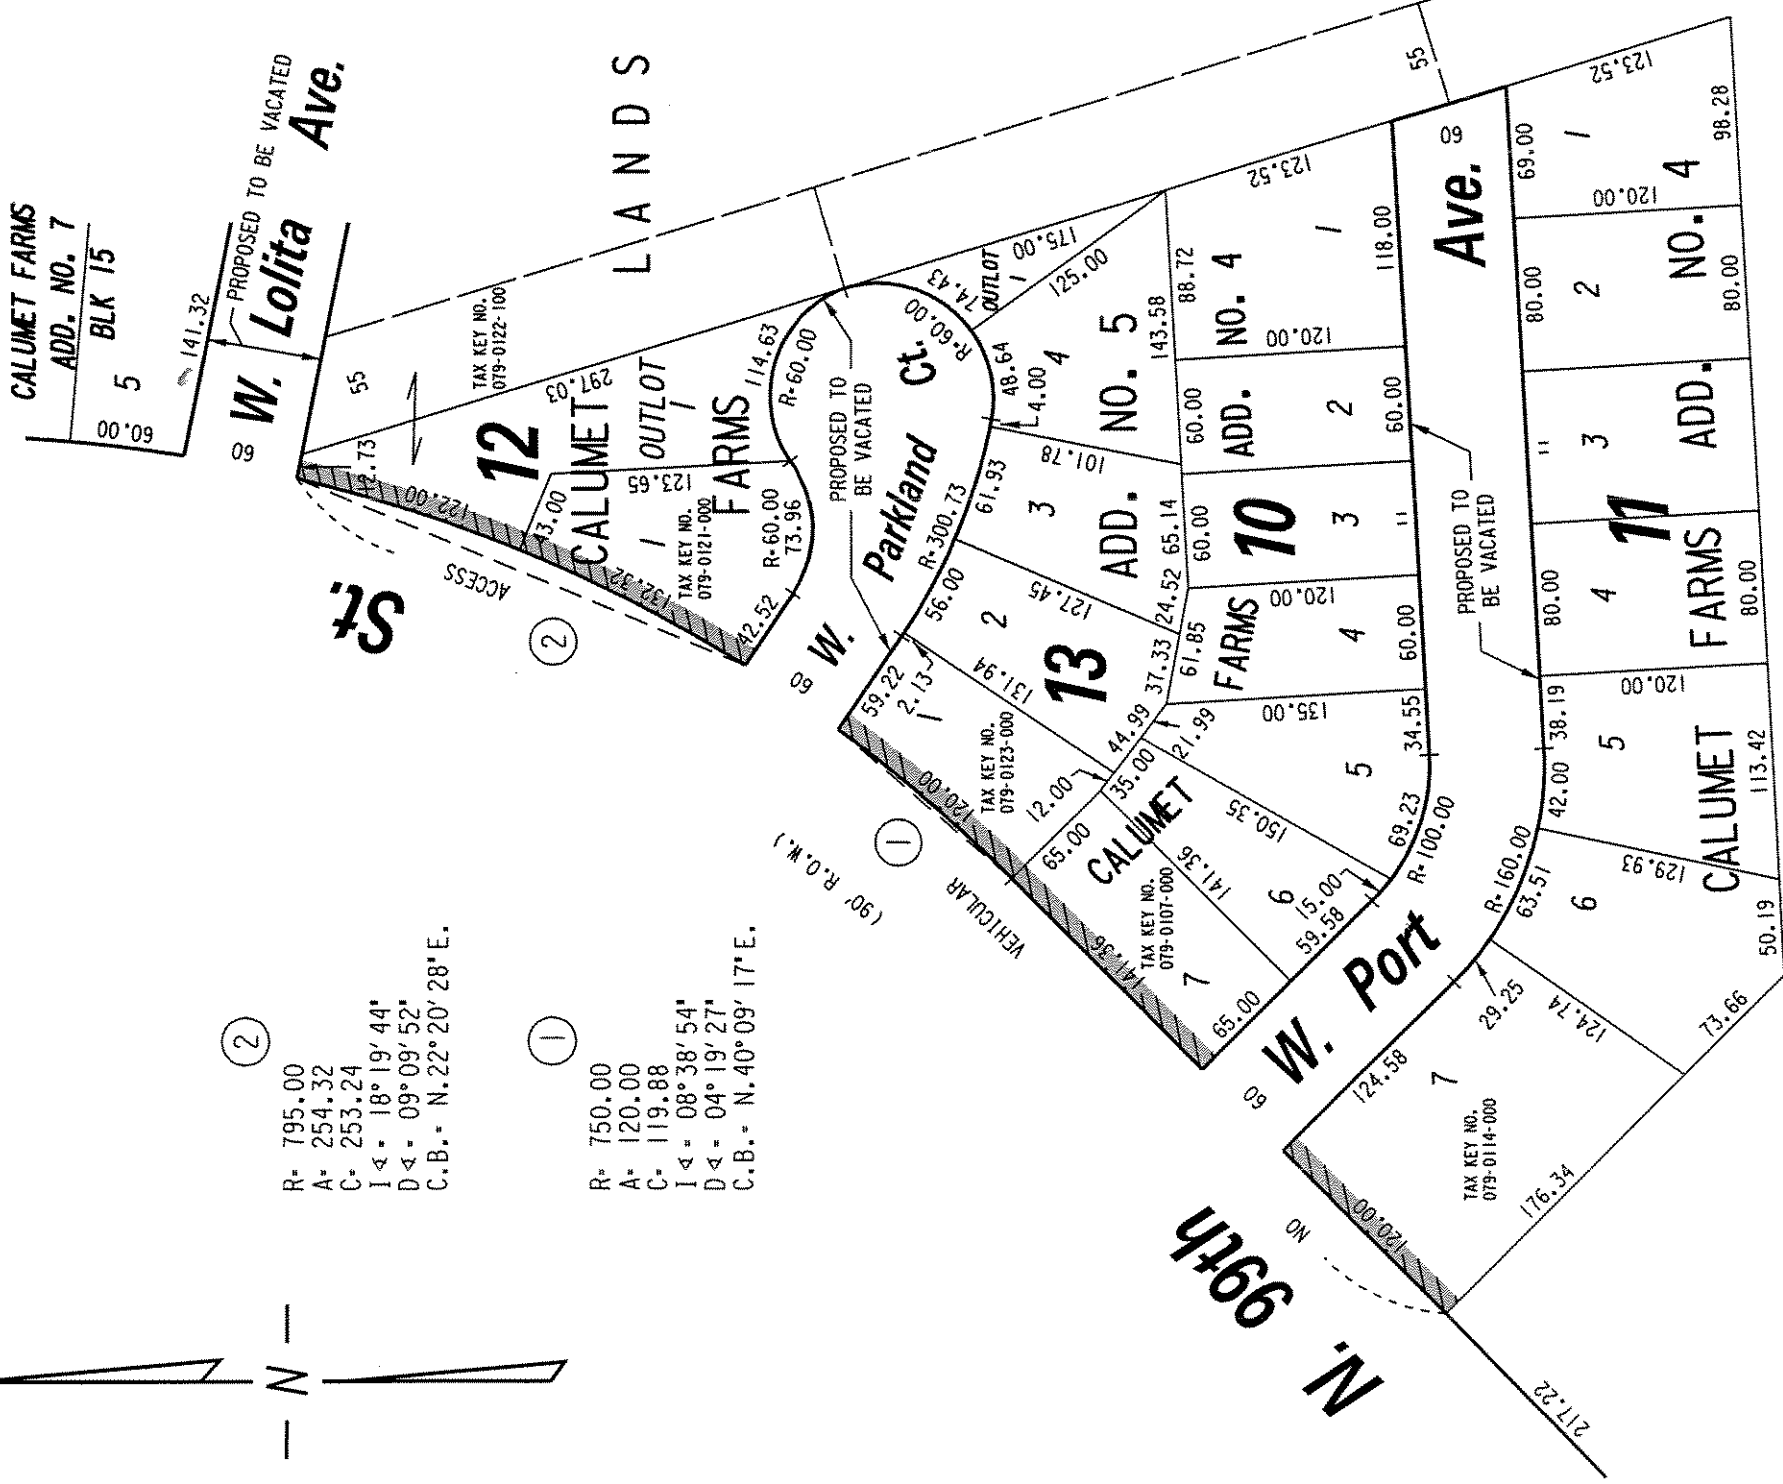 CALUMET FARMS
ADD. NO. 7
BLK 15
5
60.00
141.32
PROPOSED TO BE VACATED
W. Lolita Ave.
60
55
LANDS
TAX KEY NO.
079-0122-100
12.73
122.00
297.03
12
CALUMET
OUTLOT
1
FARMS
43.00
123.65
1
TAX KEY NO.
079-0121-000
132.32
R=60.00
73.96
42.52
114.63
R=60.00
St.
ACCESS
2
PROPOSED TO
BE VACATED
W. Parkland Ct.
60
R=60.00
174.43
OUTLOT
1
175.00
125.00
48.64
4.00
4
NO. 5
143.58
88.72
101.78
61.93
R=300.73
3
ADD.
65.14
56.00
127.45
2
24.52
13
37.33
59.22
2.13
131.94
1
44.99
TAX KEY NO.
079-0123-000
120.00
12.00
1
(90' R.O.W.)
VEHICULAR
65.00
35.00
21.99
61.85
CALUMET
FARMS
ADD.
NO. 4
10
123.52
118.00
1
120.00
60.00
2
60.00
60.00
3
"
120.00
4
60.00
135.00
34.55
5
69.23
150.35
R=100.00
141.36
6
15.00
59.58
TAX KEY NO.
079-0107-000
141.36
7
65.00
W. Port Ave.
60
60
55
PROPOSED TO
BE VACATED
123.52
69.00
1
98.28
120.00
80.00
2
80.00
NO. 4
ADD.
"
3
11
80.00
4
80.00
FARMS
120.00
38.19
5
42.00
113.42
CALUMET
R=160.00
63.51
129.93
6
50.19
29.25
124.74
73.66
124.58
7
TAX KEY NO.
079-0114-000
176.34
120.00
NO
N. 99th
217.22
2
R= 795.00
A= 254.32
C= 253.24
I∢= 18°19'44"
D∢= 09°09'52"
C.B.= N.22°20'28"E.
1
R= 750.00
A= 120.00
C= 119.88
I∢= 08°38'54"
D∢= 04°19'27"
C.B.= N.40°09'17"E.
N